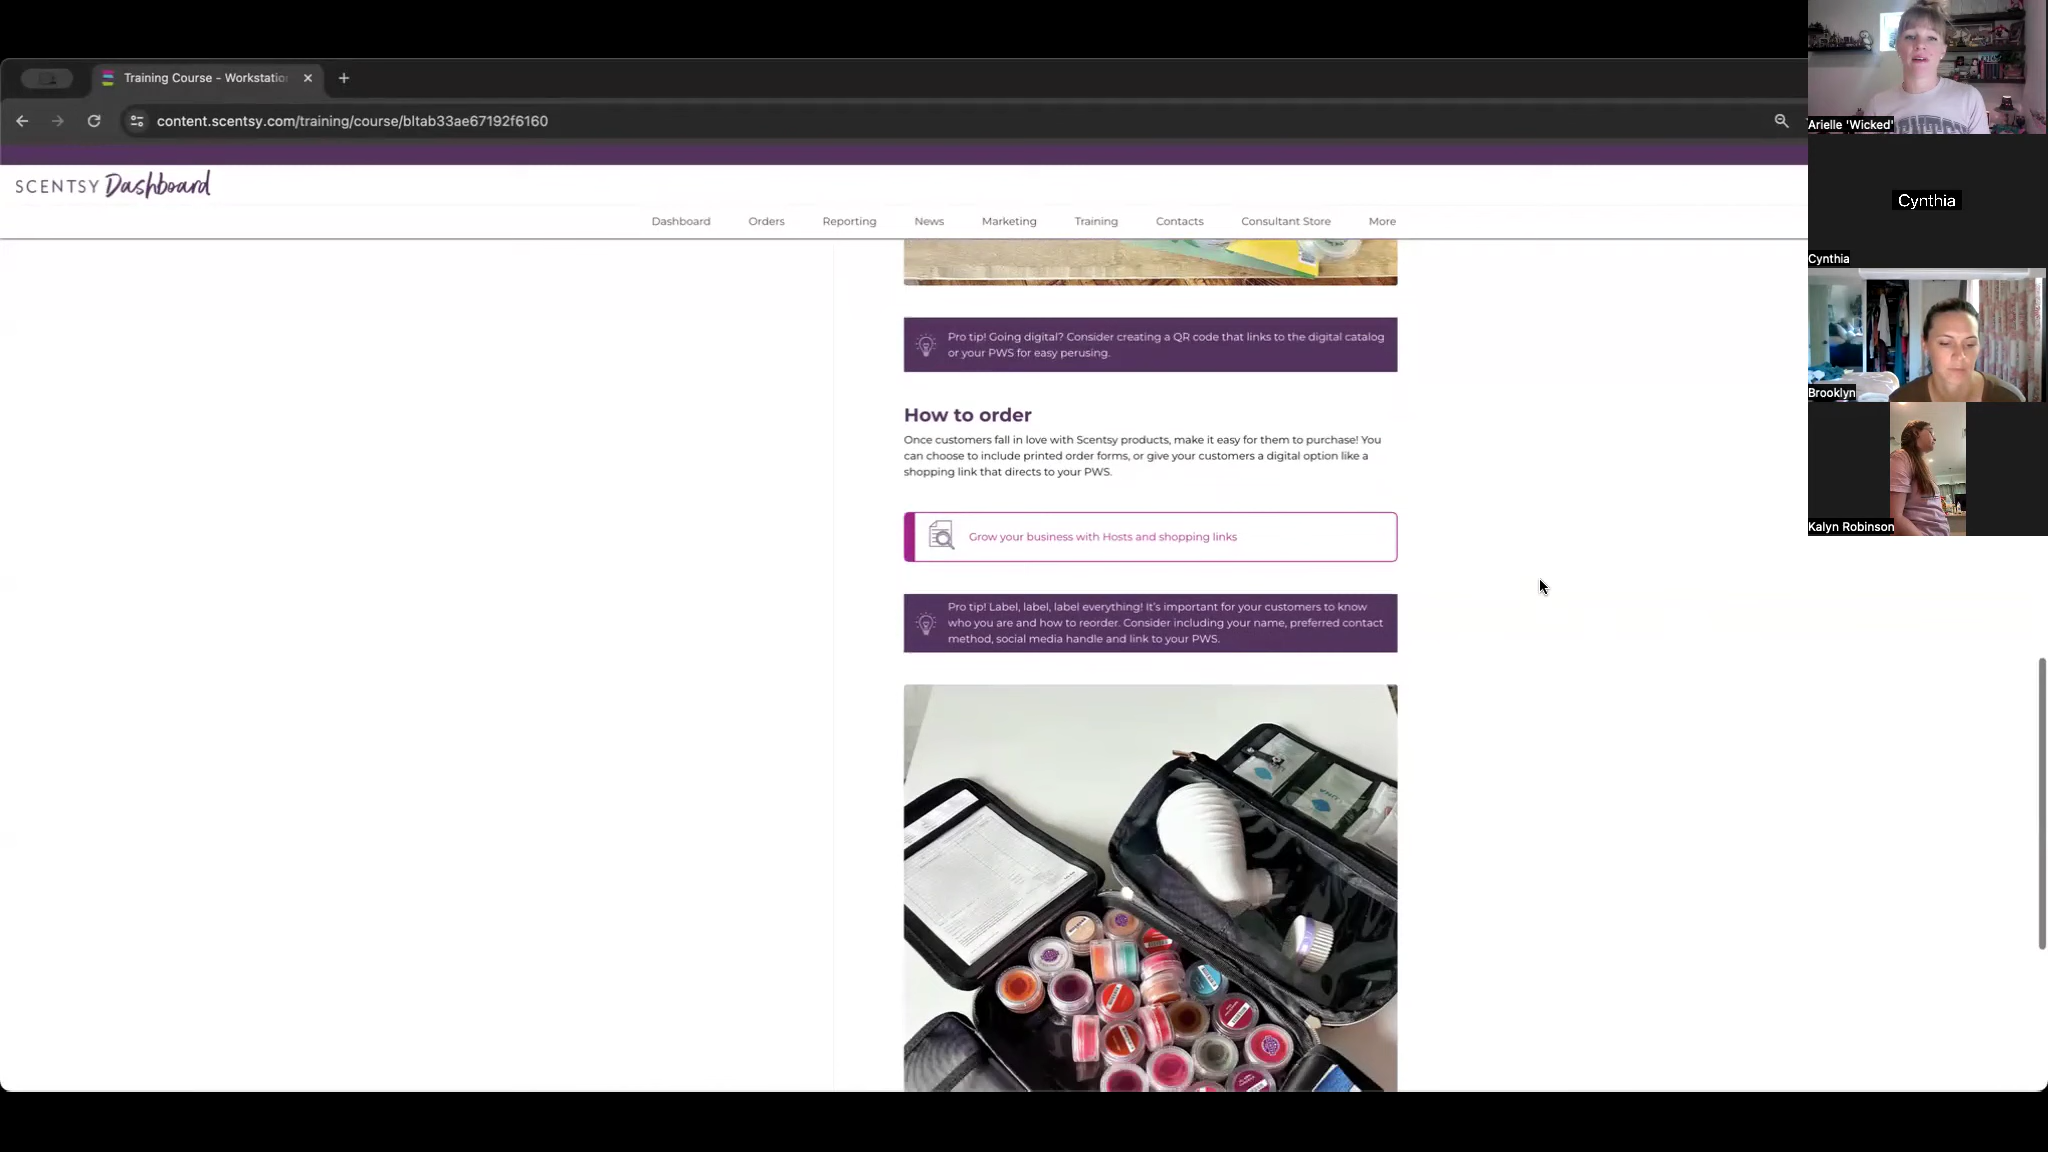 Training Course - Workstatio
content.scentsy.com/training/course/bltab33ae67192f6160
SCENTSY Dashboard
Dashboard Orders Reporting News Marketing Training Contacts Consultant Store More
Pro tip! Going digital? Consider creating a QR code that links to the digital catalog
or your PWS for easy perusing.
How to order
Once customers fall in love with Scentsy products, make it easy for them to purchase! You
can choose to include printed order forms, or give your customers a digital option like a
shopping link that directs to your PWS.
Grow your business with Hosts and shopping links
Pro tip! Label, label, label everything! It's important for your customers to know
who you are and how to reorder. Consider including your name, preferred contact
method, social media handle and link to your PWS.
Arielle 'Wicked'
Cynthia
Cynthia
Brooklyn
Kalyn Robinson